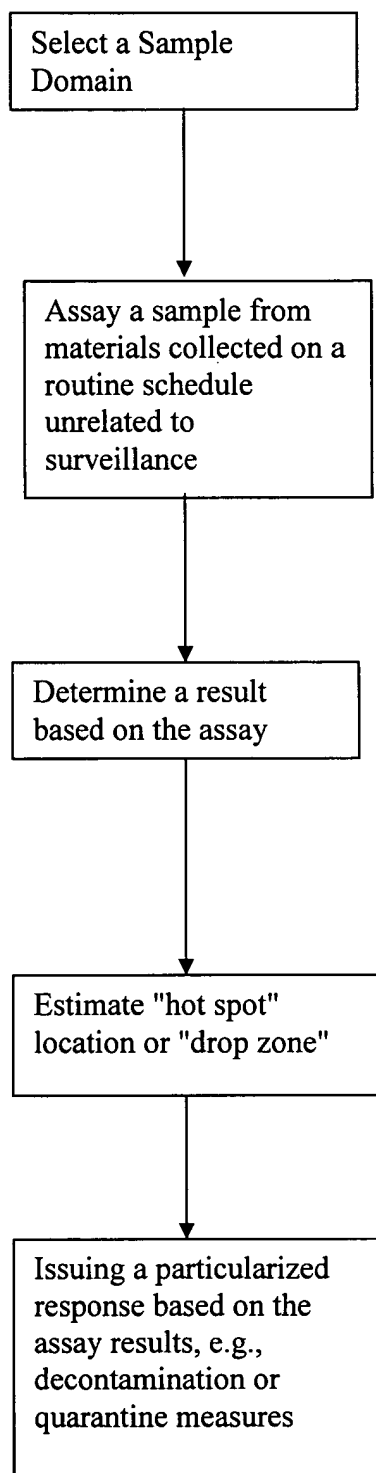 Select a Sample
Domain
Assay a sample from
materials collected on a
routine schedule
unrelated to
surveillance
Determine a result
based on the assay
Estimate "hot spot"
location or "drop zone"
Issuing a particularized
response based on the
assay results, e.g.,
decontamination or
quarantine measures